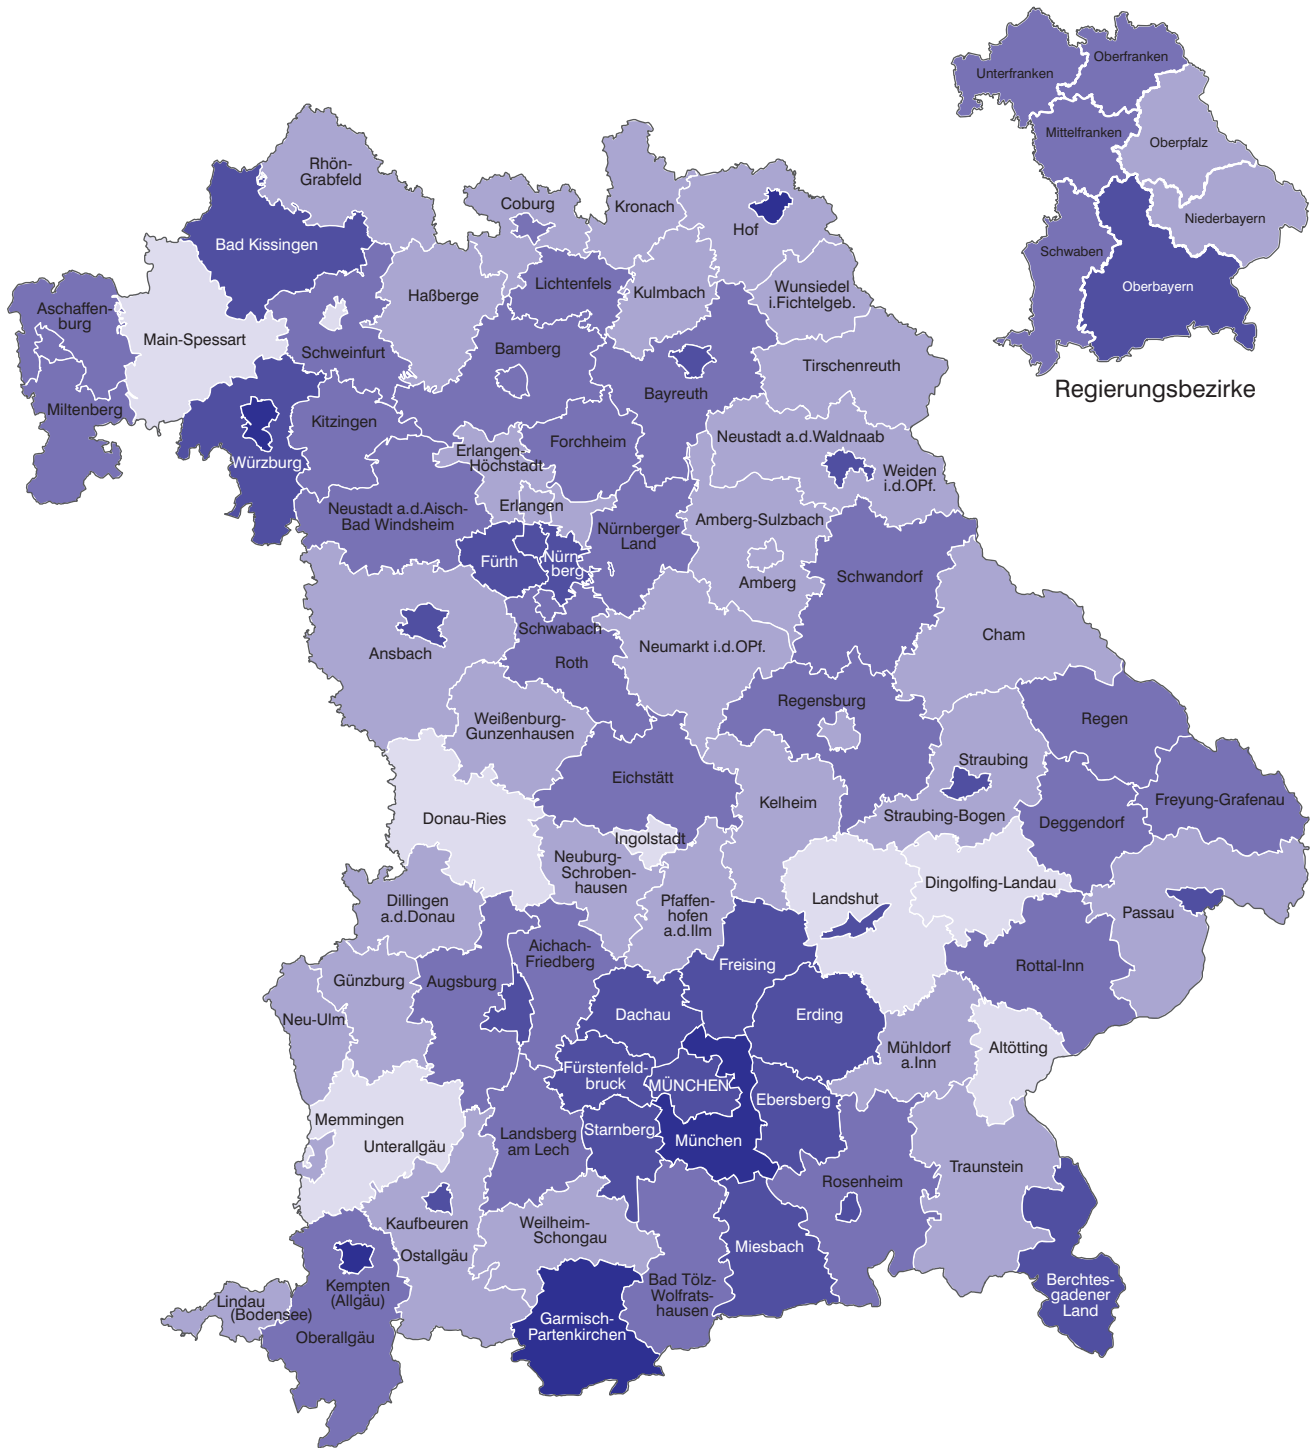 Oberfranken
Unterfranken
Mittelfranken
Oberpfalz
Niederbayern
Schwaben
Oberbayern
Regierungsbezirke
Rhön-
Grabfeld
Coburg
Kronach
Hof
Bad Kissingen
Lichtenfels
Kulmbach
Wunsiedel
i.Fichtelgeb.
Haßberge
Aschaffen-
burg
Main-Spessart
Schweinfurt
Bamberg
Bayreuth
Tirschenreuth
Miltenberg
Kitzingen
Forchheim
Neustadt a.d.Waldnaab
Erlangen-
Höchstadt
Würzburg
Weiden
i.d.OPf.
Neustadt a.d.Aisch-
Bad Windsheim
Erlangen
Nürnberger
Land
Amberg-Sulzbach
Fürth
Nürn-
berg
Amberg
Schwandorf
Ansbach
Schwabach
Roth
Neumarkt i.d.OPf.
Cham
Weißenburg-
Gunzenhausen
Regensburg
Regen
Eichstätt
Straubing
Kelheim
Freyung-Grafenau
Donau-Ries
Straubing-Bogen
Deggendorf
Ingolstadt
Neuburg-
Schroben-
hausen
Dillingen
a.d.Donau
Pfaffen-
hofen
a.d.Ilm
Landshut
Dingolfing-Landau
Passau
Aichach-
Friedberg
Freising
Rottal-Inn
Günzburg
Augsburg
Neu-Ulm
Dachau
Erding
Mühldorf
a.Inn
Altötting
Fürstenfeld-
bruck
MÜNCHEN
Ebersberg
Memmingen
Unterallgäu
Landsberg
am Lech
Starnberg
München
Traunstein
Rosenheim
Kaufbeuren
Ostallgäu
Weilheim-
Schongau
Miesbach
Kempten
(Allgäu)
Bad Tölz-
Wolfrats-
hausen
Berchtes-
gadener
Land
Lindau
(Bodensee)
Oberallgäu
Garmisch-
Partenkirchen